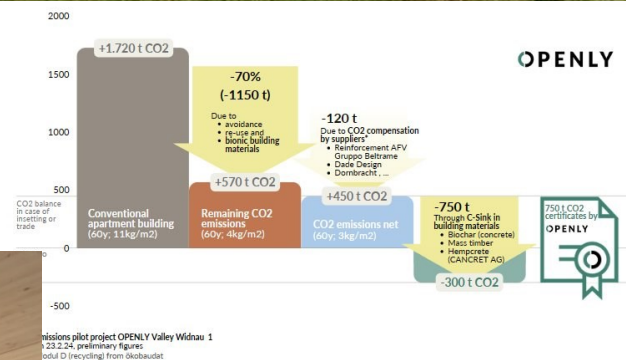 2000
+1.720 t CO2
OPENLY
1500
-70%
(-1150 t)
Due to
• avoidance
• re-use and
• bionic building
materials
-120 t
Due to CO2 compensation
by suppliers*
• Reinforcement AFV
Gruppo Beltrame
• Dade Design
• Dornbracht , ...
1000
500
+570 t CO2
+450 t CO2
CO2 balance
in case of
insetting or
trade
Conventional
apartment building
(60y; 11kg/m2)
Remaining CO2
emissions
(60y; 4kg/m2)
CO2 emissions net
(60y; 3kg/m2)
-750 t
Through C-Sink in
building materials
• Biochar (concrete)
• Mass timber
• Hempcrete
(CANCRET AG)
750 t CO2
certificates by
OPENLY
0
-300 t CO2
-500
missions pilot project OPENLY Valley Widnau 1
23.2.24, preliminary figures
odul D (recycling) from ökobaudat